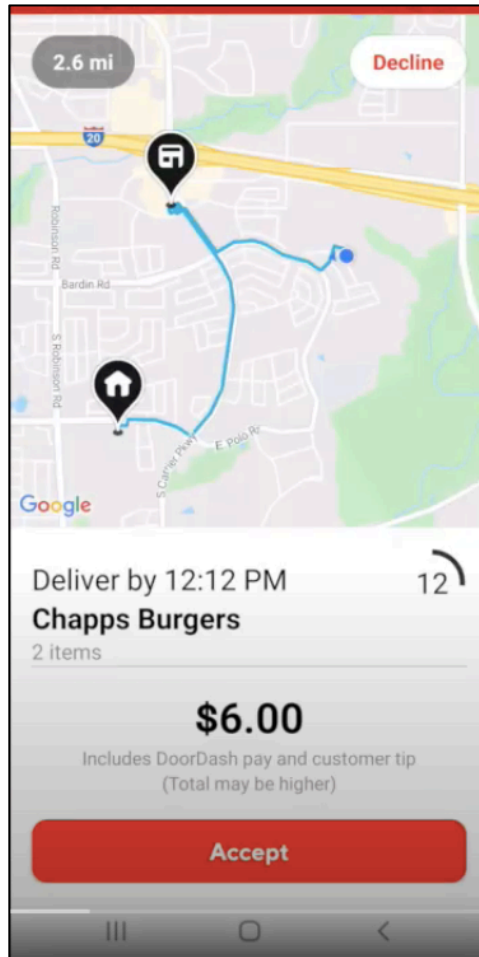 2.6 mi
Decline
20
Robinson Rd
Bardin Rd
S Robinson Rd
S Carrier Pkwy
E Polo Rd
Google
Deliver by 12:12 PM
12
Chapps Burgers
2 items
$6.00
Includes DoorDash pay and customer tip
(Total may be higher)
Accept